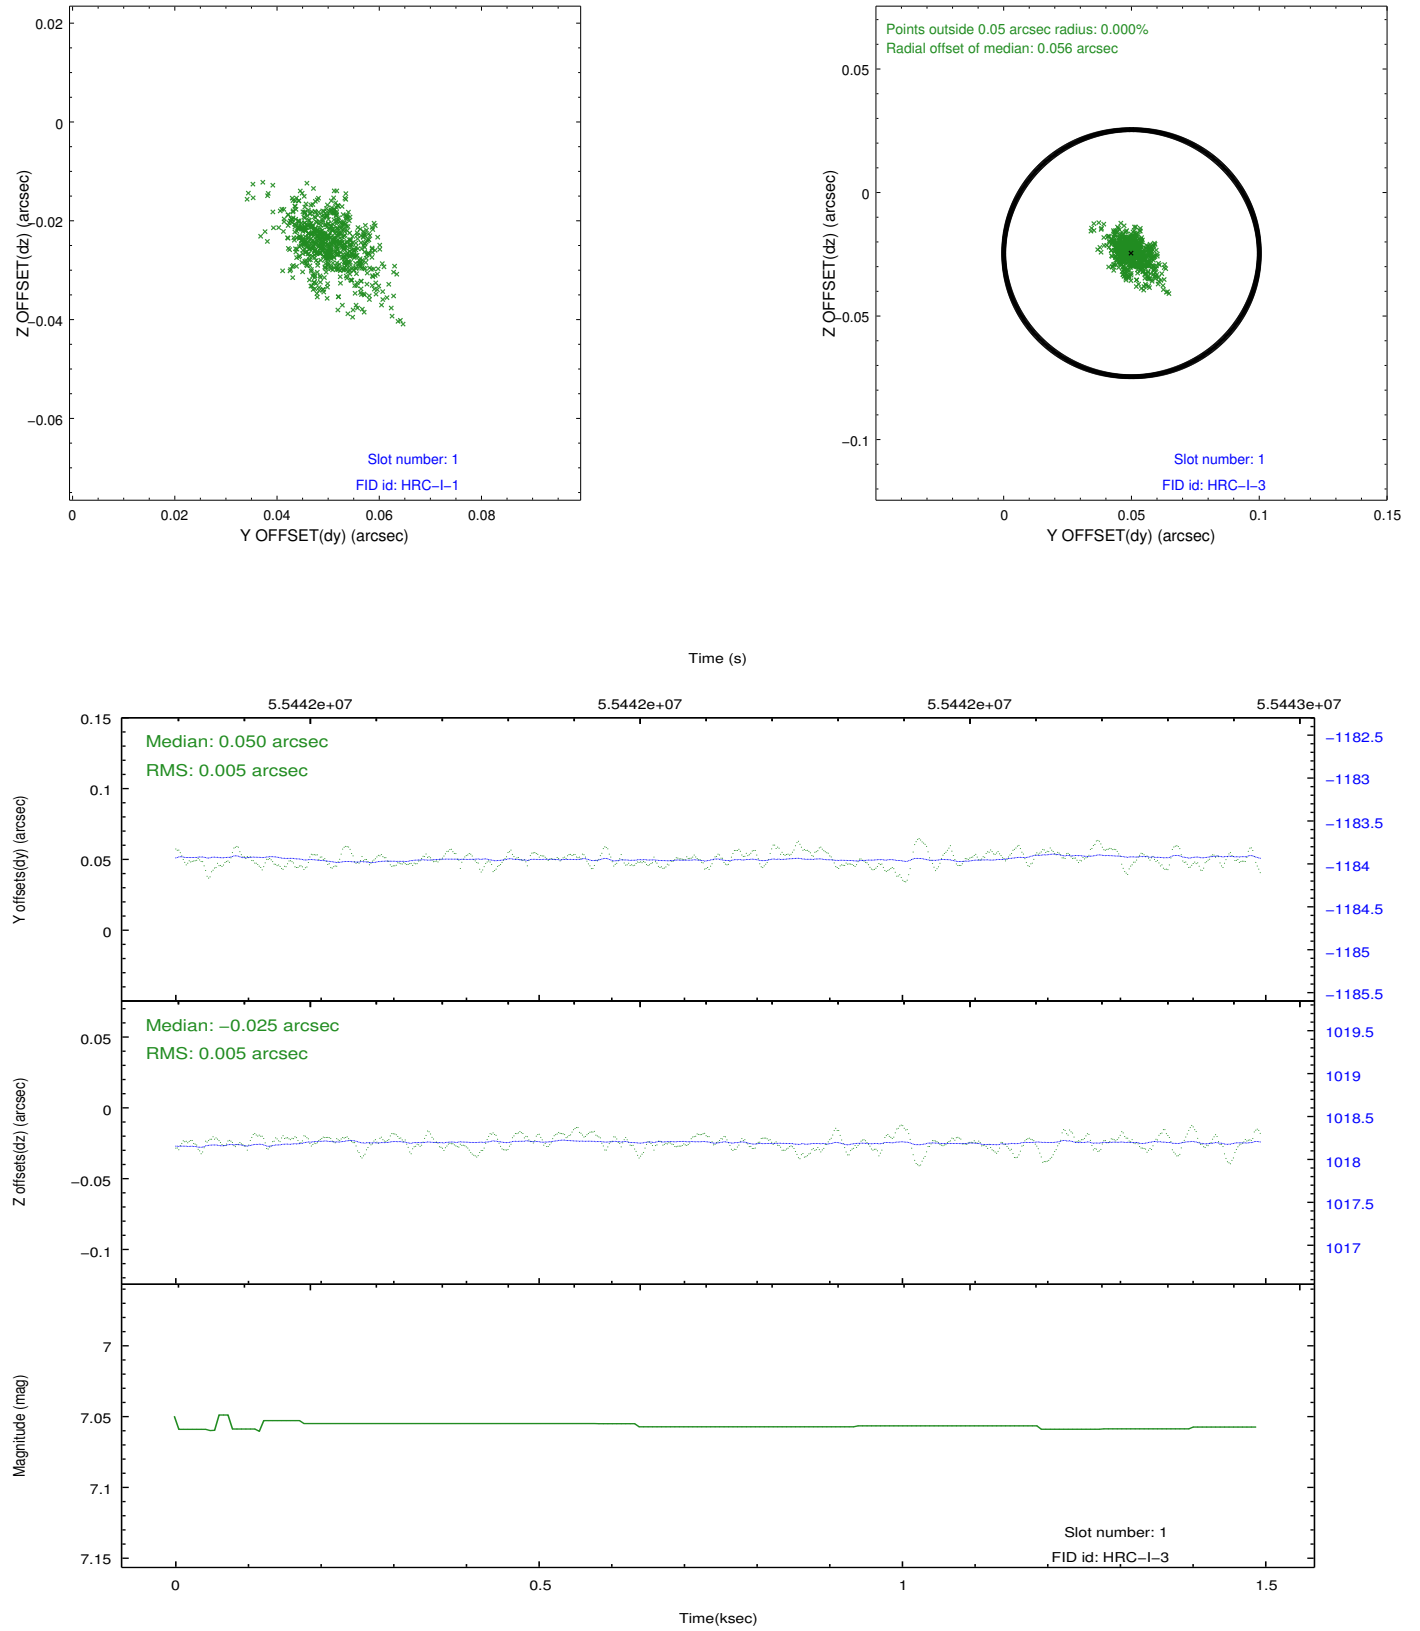 0.02
0
−0.02
−0.04
−0.06
Z OFFSET(dz) (arcsec)
Slot number: 1
FID id: HRC−I−1
0 0.02 0.04 0.06 0.08
Y OFFSET(dy) (arcsec)
Points outside 0.05 arcsec radius: 0.000%
Radial offset of median: 0.056 arcsec
0.05
0
−0.05
−0.1
Z OFFSET(dz) (arcsec)
Slot number: 1
FID id: HRC−I−3
0 0.05 0.1 0.15
Y OFFSET(dy) (arcsec)
Time (s)
5.5442e+07 5.5442e+07 5.5442e+07 5.5443e+07
Median: 0.050 arcsec
RMS: 0.005 arcsec
0.15
0.1
0.05
0
Y offsets(dy) (arcsec)
−1182.5
−1183
−1183.5
−1184
−1184.5
−1185
−1185.5
Median: −0.025 arcsec
RMS: 0.005 arcsec
0.05
0
−0.05
−0.1
Z offsets(dz) (arcsec)
1019.5
1019
1018.5
1018
1017.5
1017
7
7.05
7.1
7.15
Magnitude (mag)
Slot number: 1
FID id: HRC−I−3
0 0.5 1 1.5
Time(ksec)